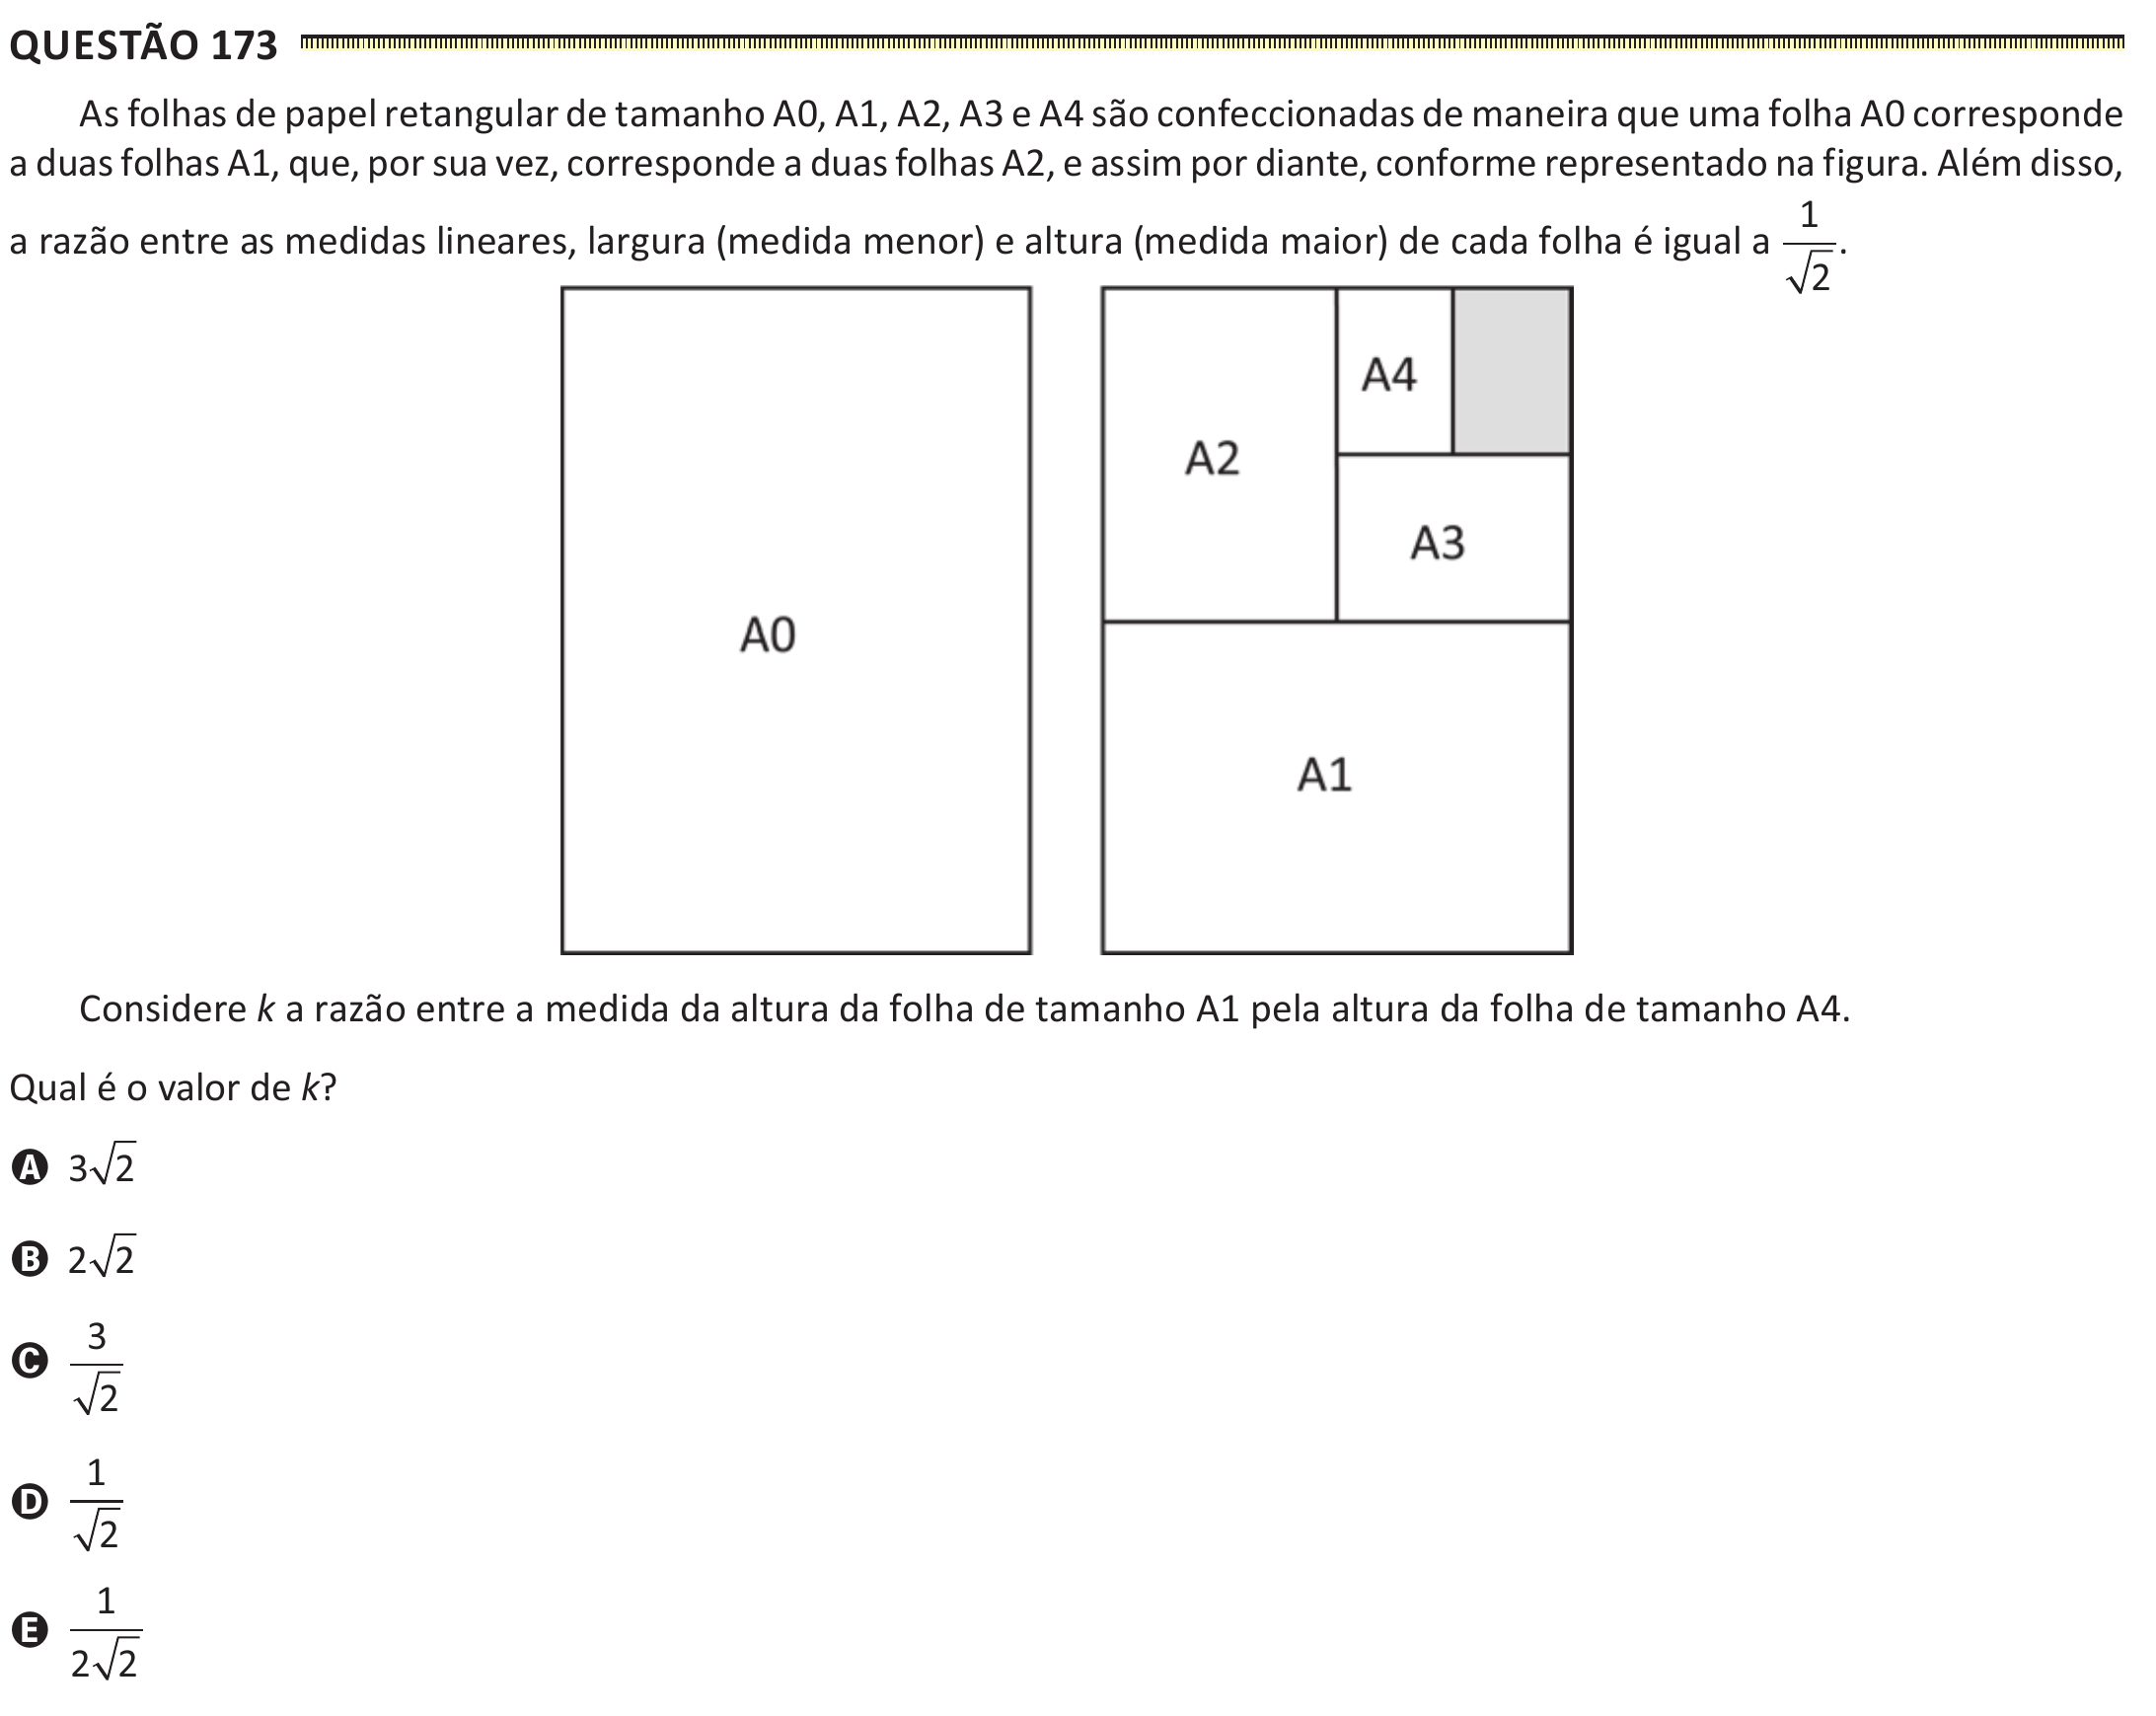 QUESTÃO 173
As folhas de papel retangular de tamanho A0, A1, A2, A3 e A4 são confeccionadas de maneira que uma folha A0 corresponde
a duas folhas A1, que, por sua vez, corresponde a duas folhas A2, e assim por diante, conforme representado na figura. Além disso,
a razão entre as medidas lineares, largura (medida menor) e altura (medida maior) de cada folha é igual a 1/√2.
A4
A2
A3
A0
A1
Considere k a razão entre a medida da altura da folha de tamanho A1 pela altura da folha de tamanho A4.
Qual é o valor de k?
A 3√2
B 2√2
C 3/√2
D 1/√2
E 1/2√2